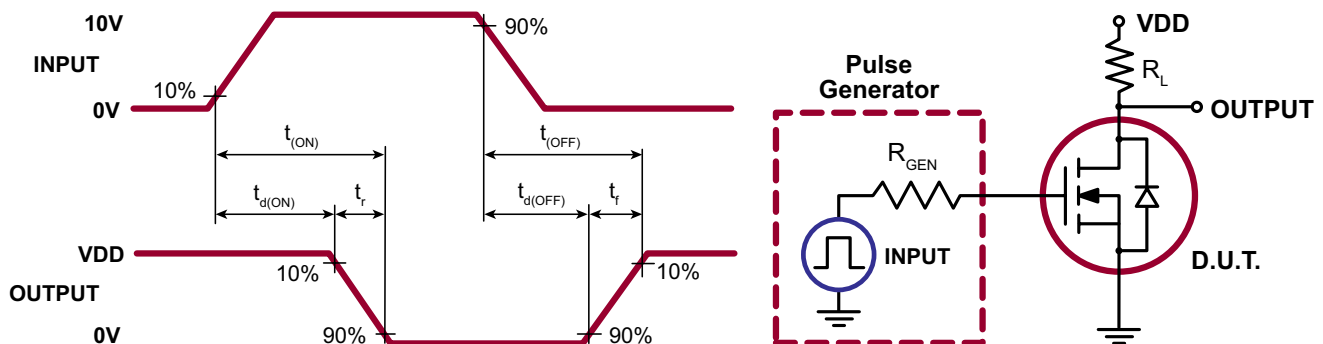 10V
INPUT
0V
10%
90%
t(ON)
t(OFF)
td(ON)
tr
td(OFF)
tf
VDD
OUTPUT
0V
10%
90%
90%
10%
Pulse
Generator
RGEN
INPUT
VDD
RL
OUTPUT
D.U.T.